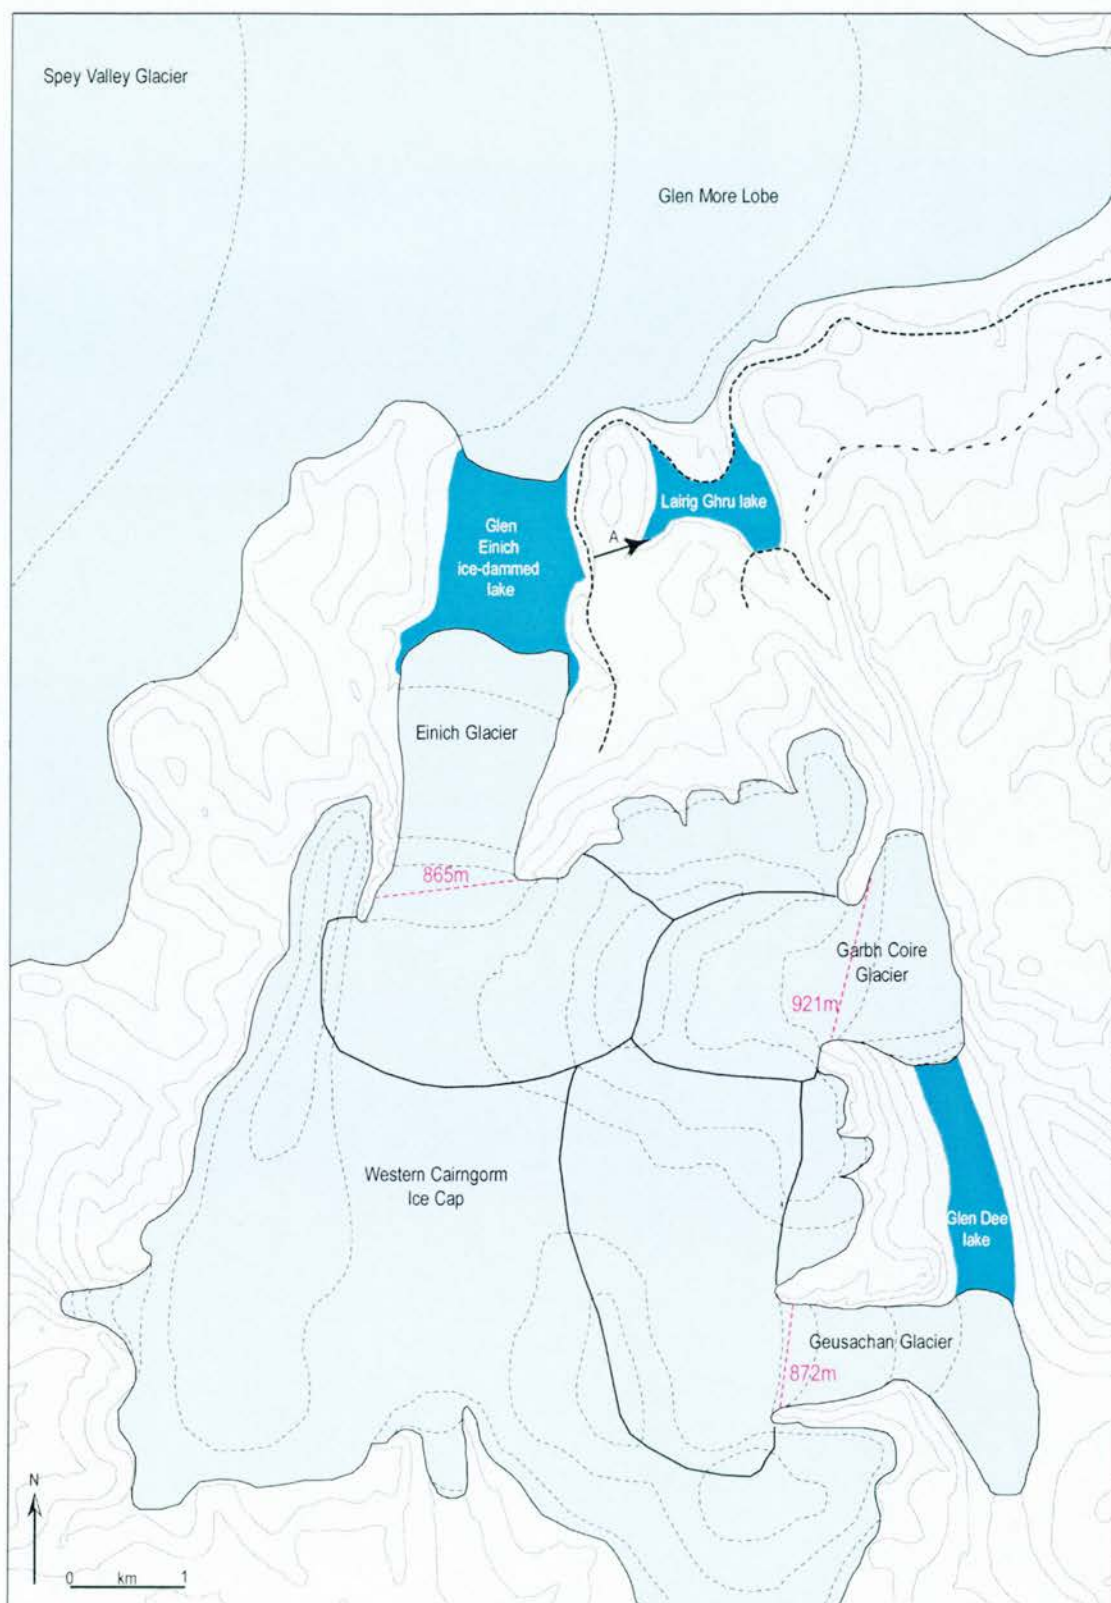 Spey Valley Glacier
Glen More Lobe
Lairig Ghru lake
Glen
Einich
ice-dammed
lake
A
Einich Glacier
865m
Garbh Coire
Glacier
921m
Western Cairngorm
Ice Cap
Glen Dee
lake
Geusachan Glacier
872m
N
0 km 1